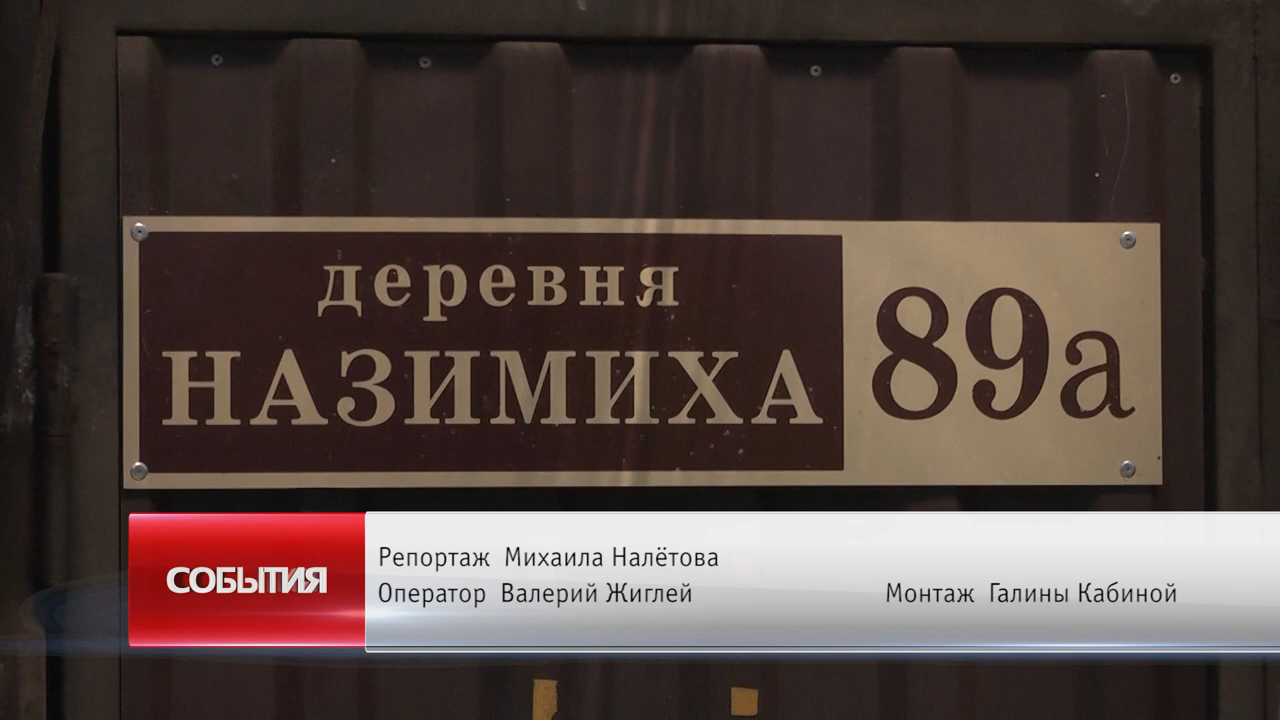 деревня
НАЗИМИХА
89а
СОБЫТИЯ
Репортаж Михаила Налётова
Оператор Валерий Жиглей
Монтаж Галины Кабиной